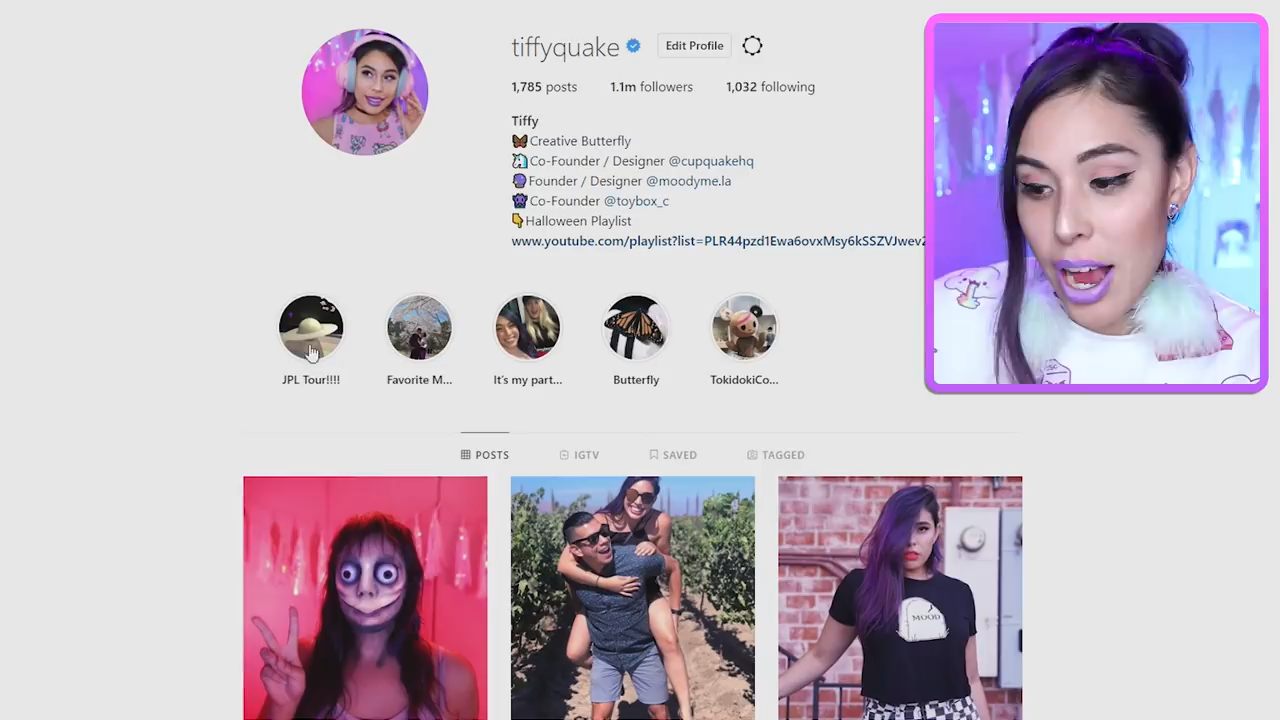 tiffyquake
Edit Profile
1,785 posts 1.1m followers 1,032 following
Tiffy
Creative Butterfly
Co-Founder / Designer @cupquakehq
Founder / Designer @moodyme.la
Co-Founder @toybox_c
Halloween Playlist
www.youtube.com/playlist?list=PLR44pzd1Ewa6ovxMsy6kSSZVJwev
JPL Tour!!!!
Favorite M...
It's my part...
Butterfly
TokidokiCo...
POSTS
IGTV
SAVED
TAGGED
MOOD